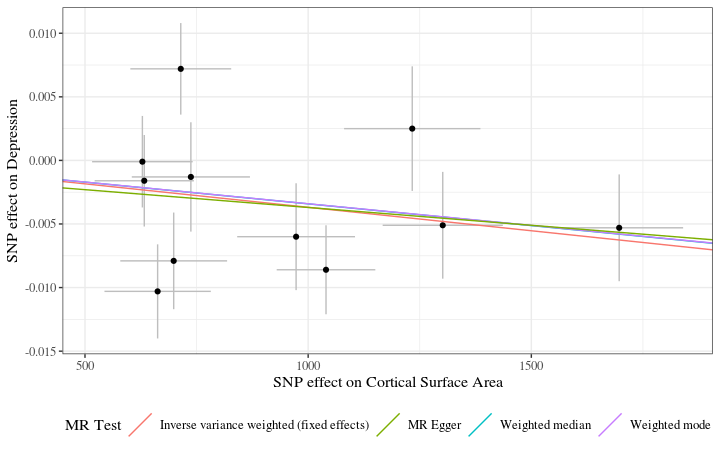 SNP effect on Depression
0.010
0.005
0.000
-0.005
-0.010
-0.015
500
1000
1500
SNP effect on Cortical Surface Area
MR Test
Inverse variance weighted (fixed effects)
MR Egger
Weighted median
Weighted mode